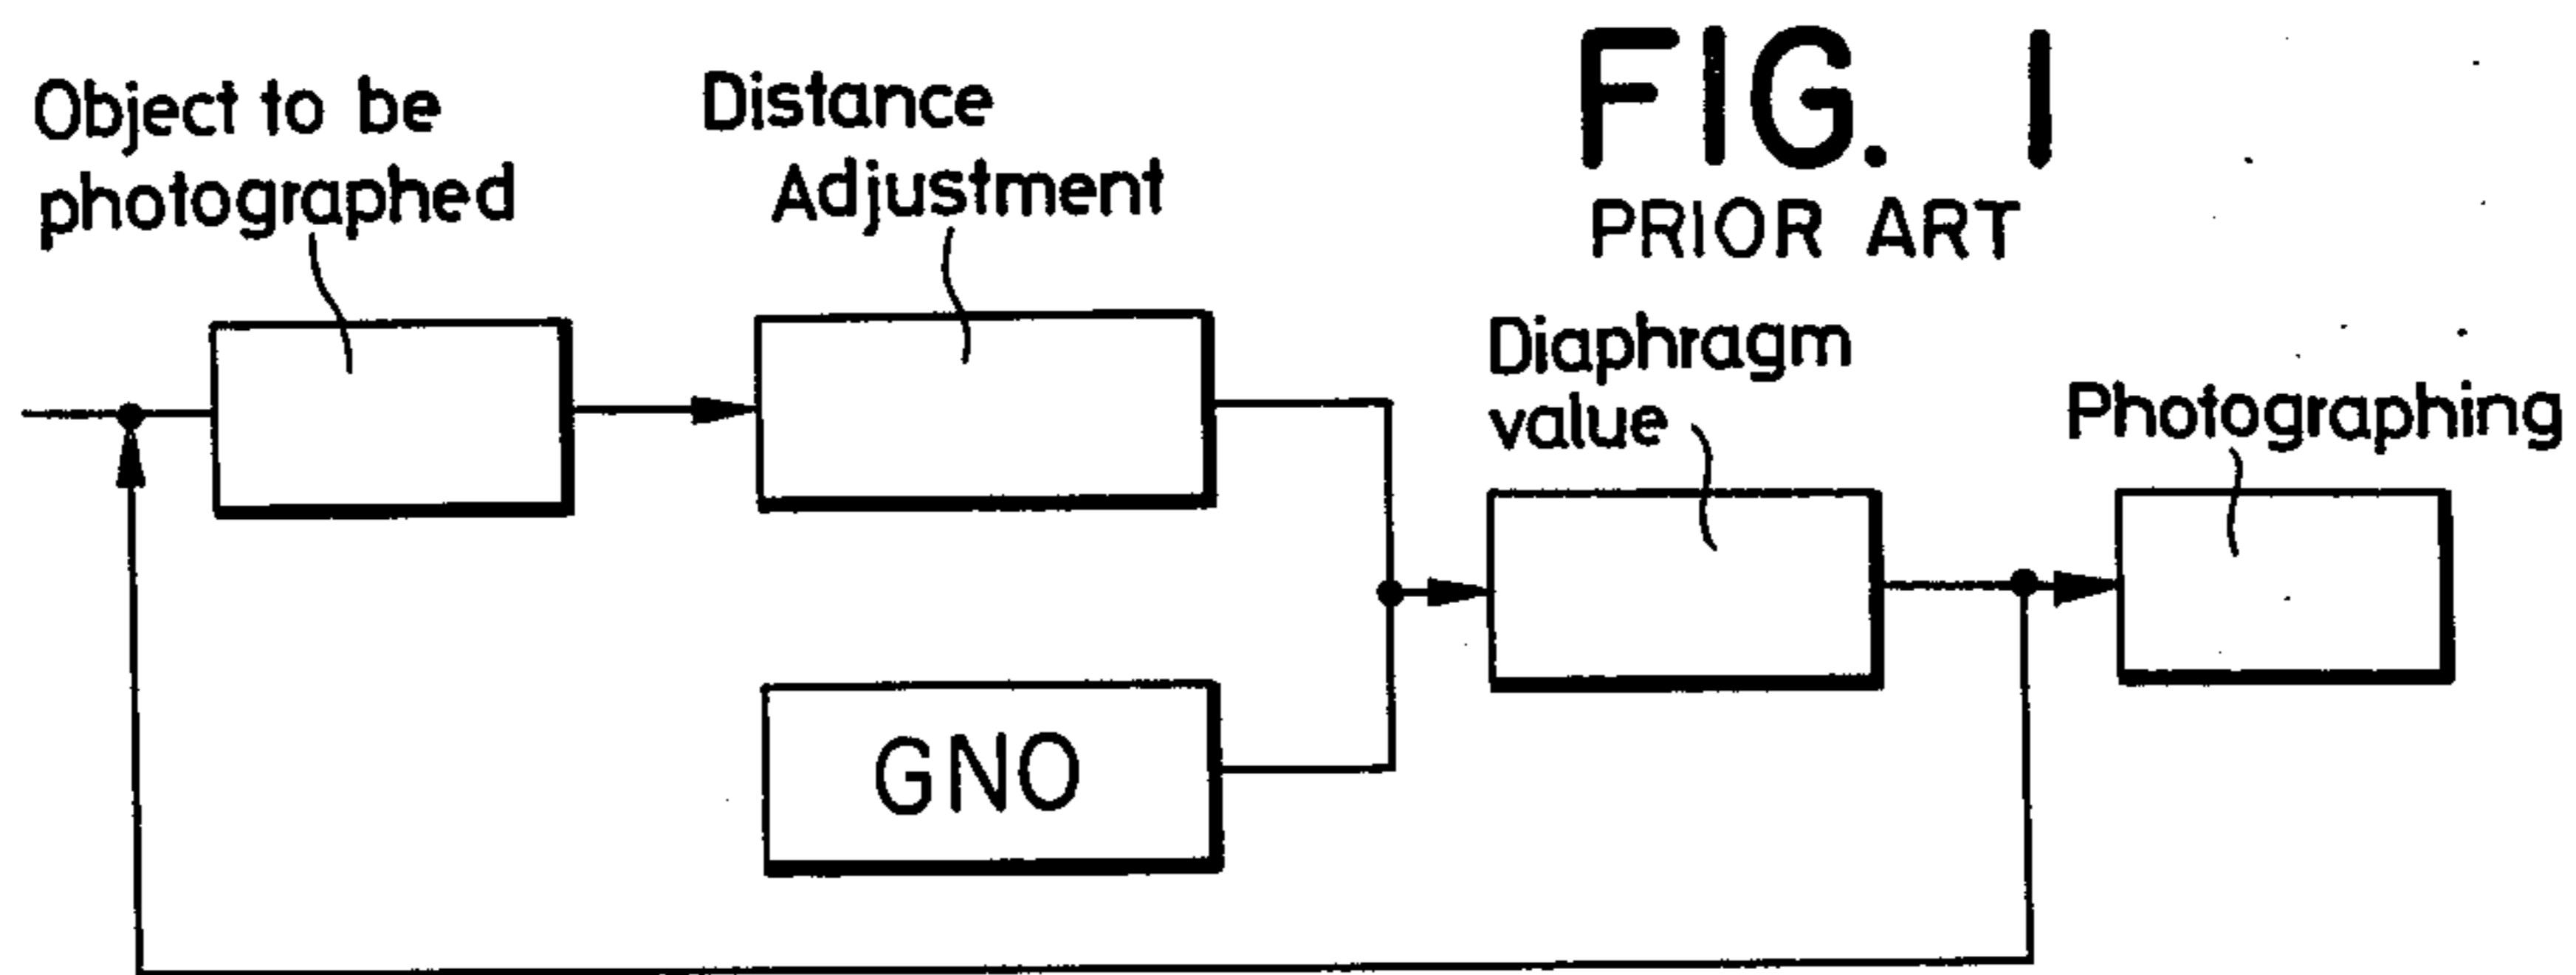 FIG. 1
PRIOR ART
Object to be
photographed
Distance
Adjustment
Diaphragm
value
Photographing
GNO